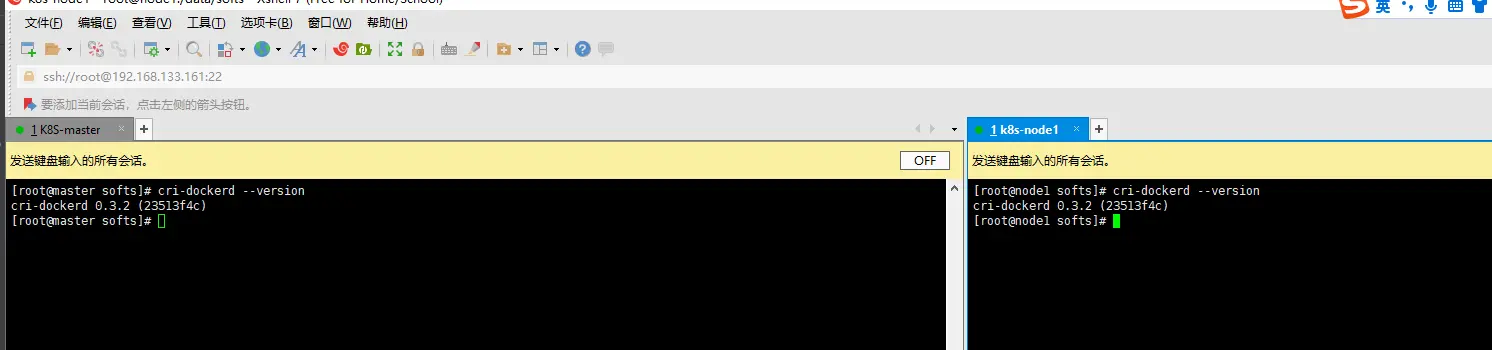 k8s-node1 - root@node1:/data/softs - Xshell 7 (Free for Home/School)
英
文件(F) 编辑(E) 查看(V) 工具(T) 选项卡(B) 窗口(W) 帮助(H)
ssh://root@192.168.133.161:22
要添加当前会话，点击左侧的箭头按钮。
1 K8S-master
1 k8s-node1
发送键盘输入的所有会话。 OFF
发送键盘输入的所有会话。
[root@master softs]# cri-dockerd --version
cri-dockerd 0.3.2 (23513f4c)
[root@master softs]#
[root@node1 softs]# cri-dockerd --version
cri-dockerd 0.3.2 (23513f4c)
[root@node1 softs]#